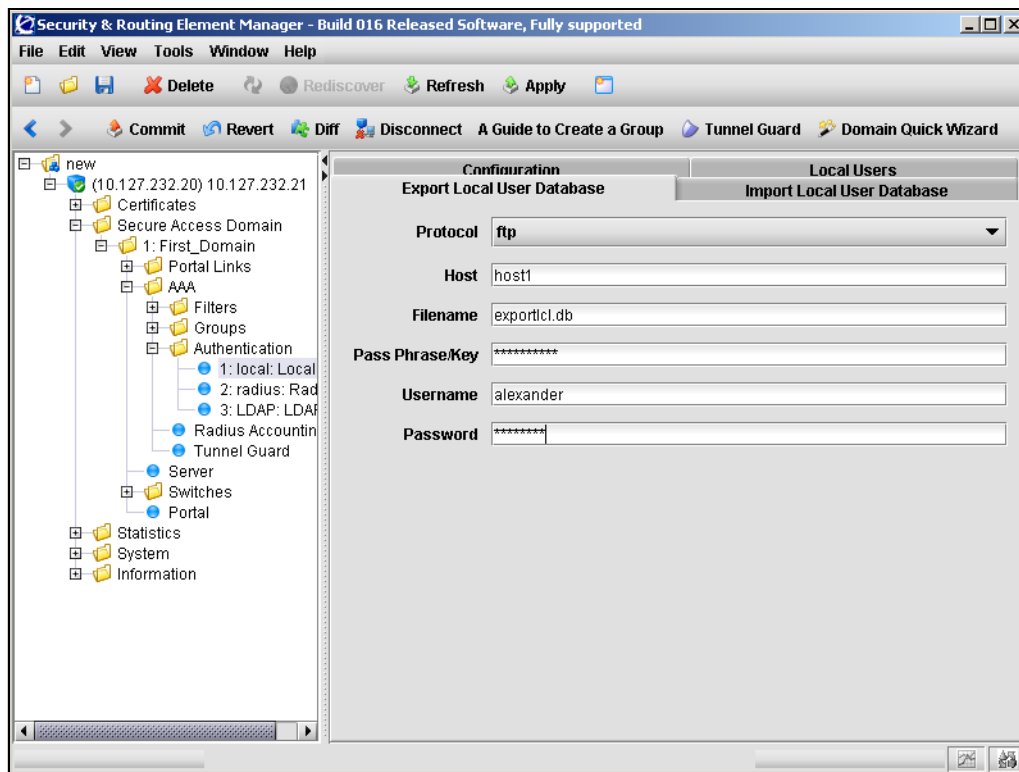 Security & Routing Element Manager - Build 016 Released Software, Fully supported
File Edit View Tools Window Help
Delete Rediscover Refresh Apply
Commit Revert Diff Disconnect A Guide to Create a Group Tunnel Guard Domain Quick Wizard
new
(10.127.232.20) 10.127.232.21
Certificates
Secure Access Domain
1: First_Domain
Portal Links
AAA
Filters
Groups
Authentication
1: local: Local
2: radius: Rad
3: LDAP: LDAP
Radius Accountin
Tunnel Guard
Server
Switches
Portal
Statistics
System
Information
Configuration Local Users
Export Local User Database Import Local User Database
Protocol ftp
Host host1
Filename exportlcl.db
Pass Phrase/Key **********
Username alexander
Password ********